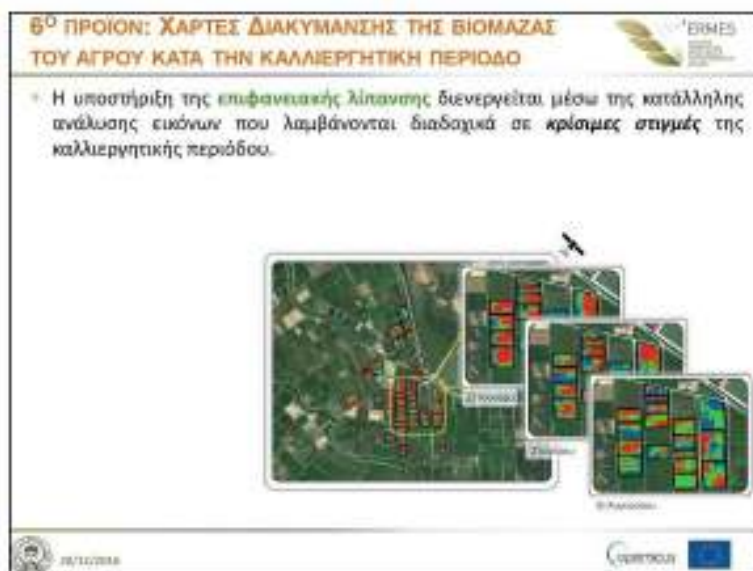 6Ο ΠΡΟΪΟΝ: ΧΑΡΤΕΣ ΔΙΑΚΥΜΑΝΣΗΣ ΤΗΣ ΒΙΟΜΑΖΑΣ
ΤΟΥ ΑΓΡΟΥ ΚΑΤΑ ΤΗΝ ΚΑΛΛΙΕΡΓΗΤΙΚΗ ΠΕΡΙΟΔΟ
ERMES
Η υποστήριξη της επιφανειακής λίπανσης διενεργείται μέσω της κατάλληλης
ανάλυσης εικόνων που λαμβάνονται διαδοχικά σε κρίσιμες στιγμές της
καλλιεργητικής περιόδου.
Copernicus